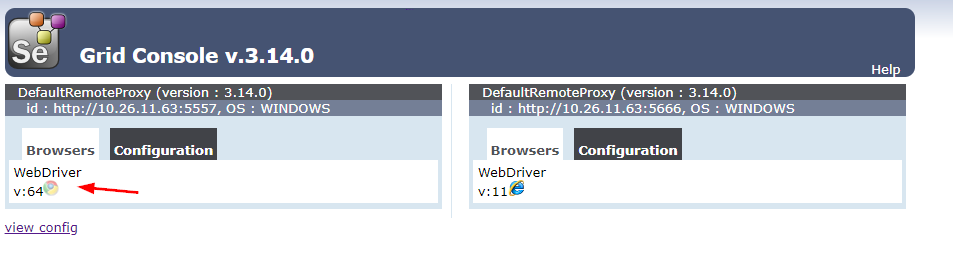 Se
Grid Console v.3.14.0
Help
DefaultRemoteProxy (version : 3.14.0)
id : http://10.26.11.63:5557, OS : WINDOWS
Browsers
Configuration
WebDriver
v:64
DefaultRemoteProxy (version : 3.14.0)
id : http://10.26.11.63:5666, OS : WINDOWS
Browsers
Configuration
WebDriver
v:11
view config